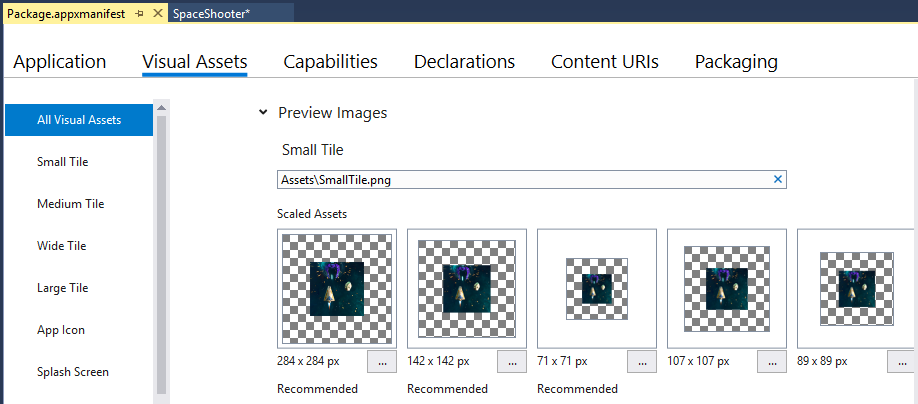 Package.appxmanifest SpaceShooter*
Application Visual Assets Capabilities Declarations Content URIs Packaging
All Visual Assets
Small Tile
Medium Tile
Wide Tile
Large Tile
App Icon
Splash Screen
Preview Images
Small Tile
Assets\SmallTile.png
Scaled Assets
284 x 284 px ... 142 x 142 px ... 71 x 71 px ... 107 x 107 px ... 89 x 89 px ...
Recommended Recommended Recommended